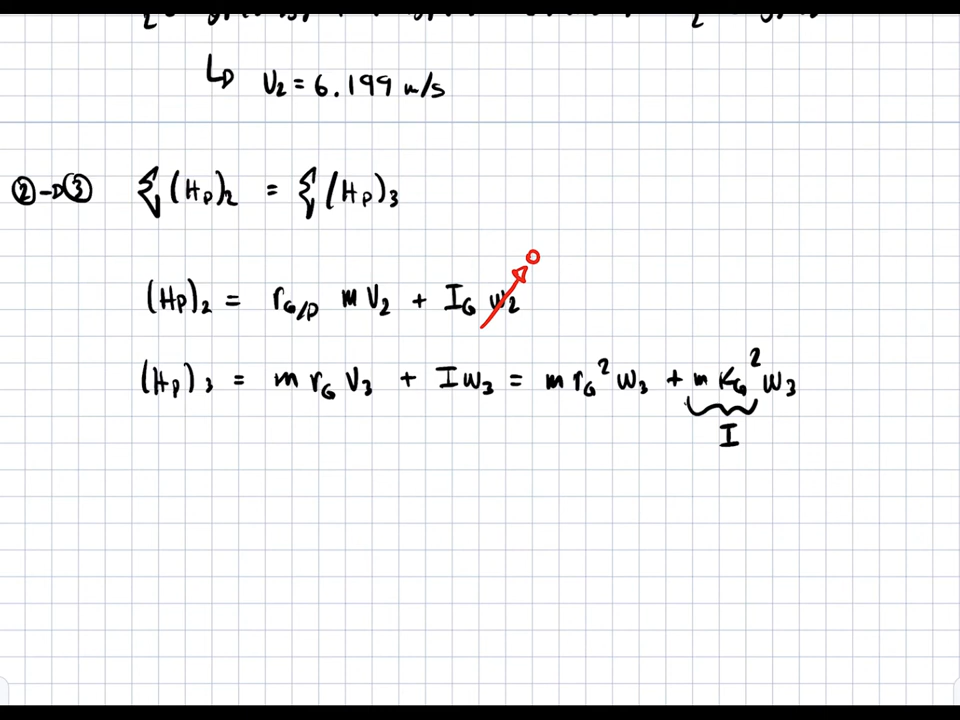 ↳ V₂ = 6.199 m/s
②→③ Σ(Hp)₂ = Σ(Hp)₃
(Hp)₂ = r_G/P m V₂ + I_G ω₂ ↗ 0
(Hp)₃ = m r_G V₃ + I ω₃ = m r_G² ω₃ + m K_G² ω₃
I